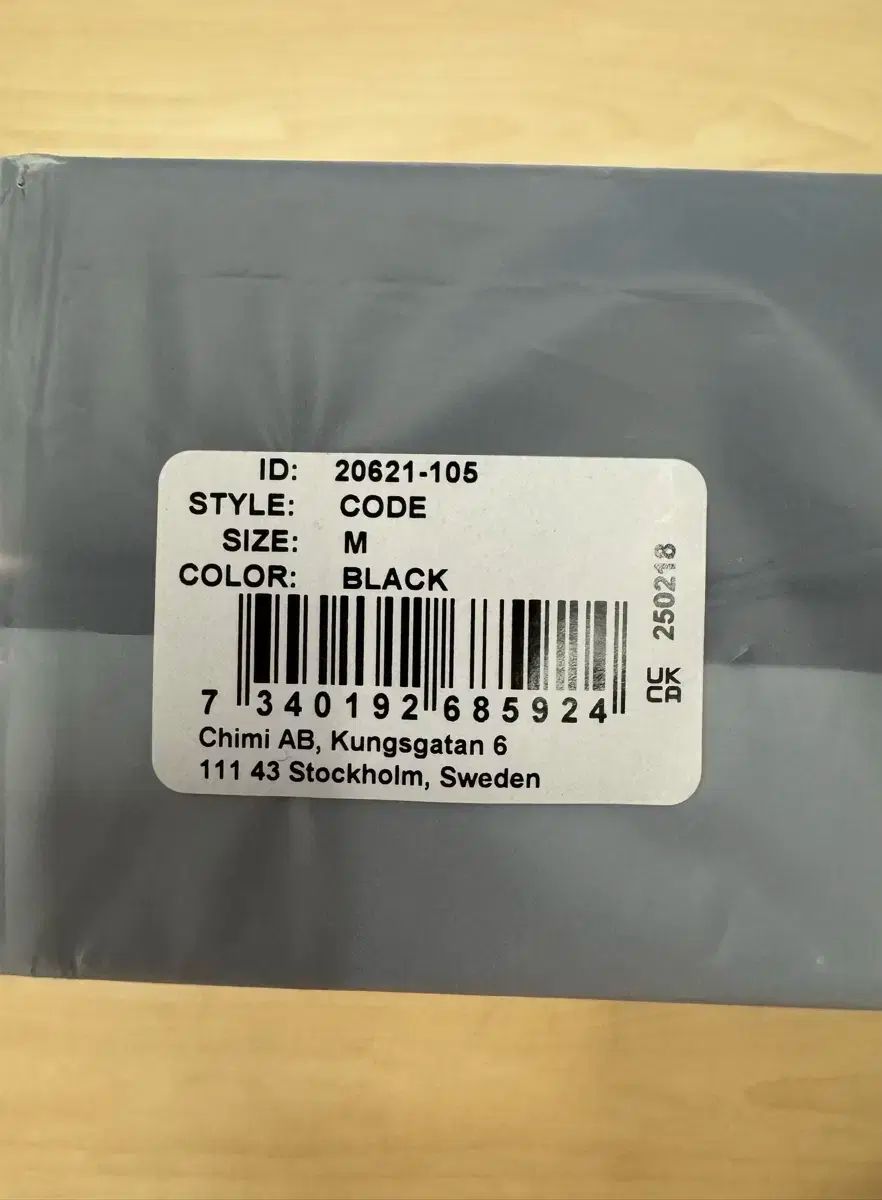 ID: 20621-105
STYLE: CODE
SIZE: M
COLOR: BLACK
7 340192 685924
Chimi AB, Kungsgatan 6
111 43 Stockholm, Sweden
250218
UK
CA